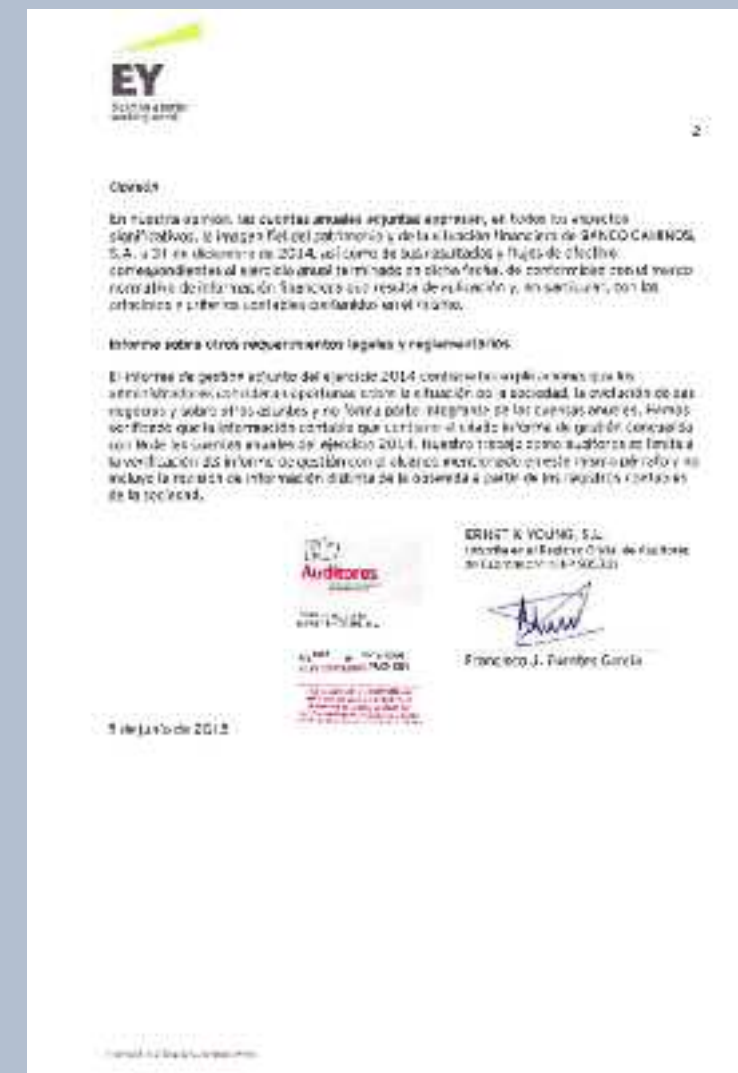 EY
2
Opinión
En nuestra opinión, las cuentas anuales adjuntas expresan, en todos los aspectos
significativos, la imagen fiel del patrimonio y de la situación financiera de BANCO CAMINOS,
S.A. a 31 de diciembre de 2014, así como de sus resultados y flujos de efectivo
correspondientes al ejercicio anual terminado en dicha fecha, de conformidad con el marco
normativo de información financiera que resulta de aplicación y, en particular, con los
principios y criterios contables contenidos en el mismo.
Informe sobre otros requerimientos legales y reglamentarios
El informe de gestión adjunto del ejercicio 2014 contiene las explicaciones que los
administradores consideran oportunas sobre la situación de la sociedad, la evolución de sus
negocios y sobre otros asuntos y no forma parte integrante de las cuentas anuales. Hemos
verificado que la información contable que contiene el citado informe de gestión concuerda
con la de las cuentas anuales del ejercicio 2014. Nuestro trabajo como auditores se limita a
la verificación del informe de gestión con el alcance mencionado en este mismo párrafo y no
incluye la revisión de información distinta de la obtenida a partir de los registros contables
de la sociedad.
Auditores
ERNST & YOUNG, S.L.
Francisco J. Fuentes García
de junio de 2015